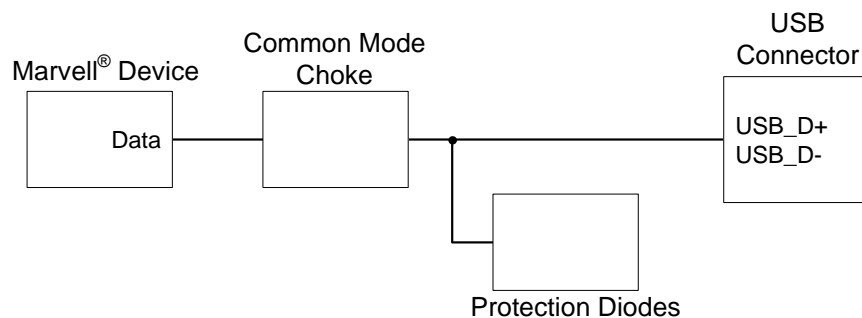 USB
Connector
Common Mode
Choke
Marvell® Device
Data
USB_D+
USB_D-
Protection Diodes